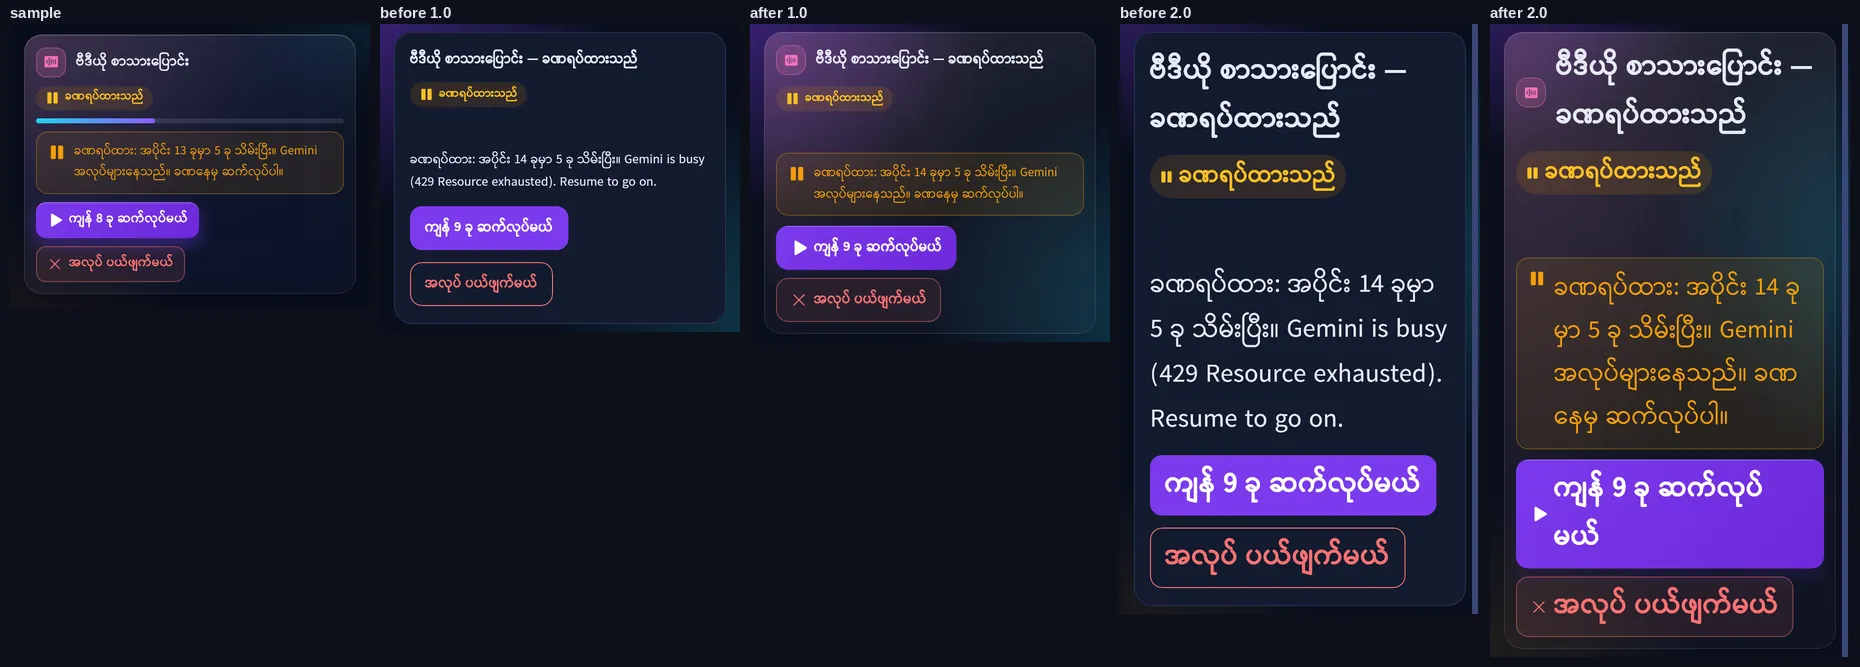 sample
ဗီဒီယို စာသားပြောင်း
ခဏရပ်ထားသည်
ခဏရပ်ထား: အပိုင်း 13 ခုမှာ 5 ခု သိမ်းပြီး။ Gemini
အလုပ်များနေသည်။ ခဏနေမှ ဆက်လုပ်ပါ။
ကျန် 8 ခု ဆက်လုပ်မယ်
အလုပ် ပယ်ဖျက်မယ်
before 1.0
ဗီဒီယို စာသားပြောင်း — ခဏရပ်ထားသည်
ခဏရပ်ထားသည်
ခဏရပ်ထား: အပိုင်း 14 ခုမှာ 5 ခု သိမ်းပြီး။ Gemini is busy
(429 Resource exhausted). Resume to go on.
ကျန် 9 ခု ဆက်လုပ်မယ်
အလုပ် ပယ်ဖျက်မယ်
after 1.0
ဗီဒီယို စာသားပြောင်း — ခဏရပ်ထားသည်
ခဏရပ်ထားသည်
ခဏရပ်ထား: အပိုင်း 14 ခုမှာ 5 ခု သိမ်းပြီး။ Gemini
အလုပ်များနေသည်။ ခဏနေမှ ဆက်လုပ်ပါ။
ကျန် 9 ခု ဆက်လုပ်မယ်
အလုပ် ပယ်ဖျက်မယ်
before 2.0
ဗီဒီယို စာသားပြောင်း —
ခဏရပ်ထားသည်
ခဏရပ်ထားသည်
ခဏရပ်ထား: အပိုင်း 14 ခုမှာ
5 ခု သိမ်းပြီး။ Gemini is busy
(429 Resource exhausted).
Resume to go on.
ကျန် 9 ခု ဆက်လုပ်မယ်
အလုပ် ပယ်ဖျက်မယ်
after 2.0
ဗီဒီယို စာသားပြောင်း —
ခဏရပ်ထားသည်
ခဏရပ်ထားသည်
ခဏရပ်ထား: အပိုင်း 14 ခု
မှာ 5 ခု သိမ်းပြီး။ Gemini
အလုပ်များနေသည်။ ခဏ
နေမှ ဆက်လုပ်ပါ။
ကျန် 9 ခု ဆက်လုပ်
မယ်
အလုပ် ပယ်ဖျက်မယ်